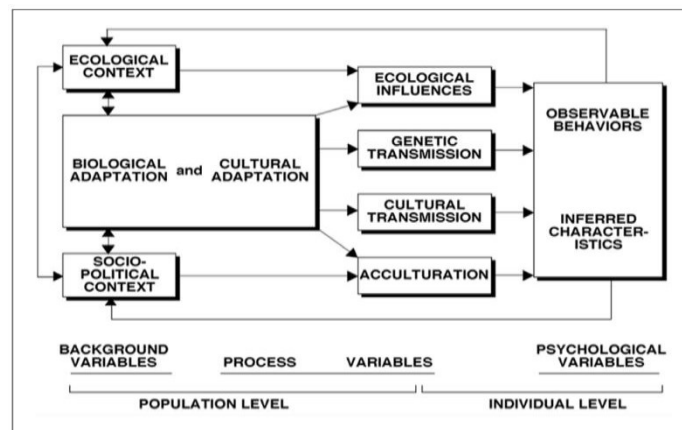 ECOLOGICAL
CONTEXT
ECOLOGICAL
INFLUENCES
OBSERVABLE
BEHAVIORS
BIOLOGICAL
ADAPTATION and CULTURAL
ADAPTATION
GENETIC
TRANSMISSION
CULTURAL
TRANSMISSION
INFERRED
CHARACTER-
ISTICS
SOCIO-
POLITICAL
CONTEXT
ACCULTURATION
BACKGROUND
VARIABLES
PROCESS VARIABLES
PSYCHOLOGICAL
VARIABLES
POPULATION LEVEL
INDIVIDUAL LEVEL